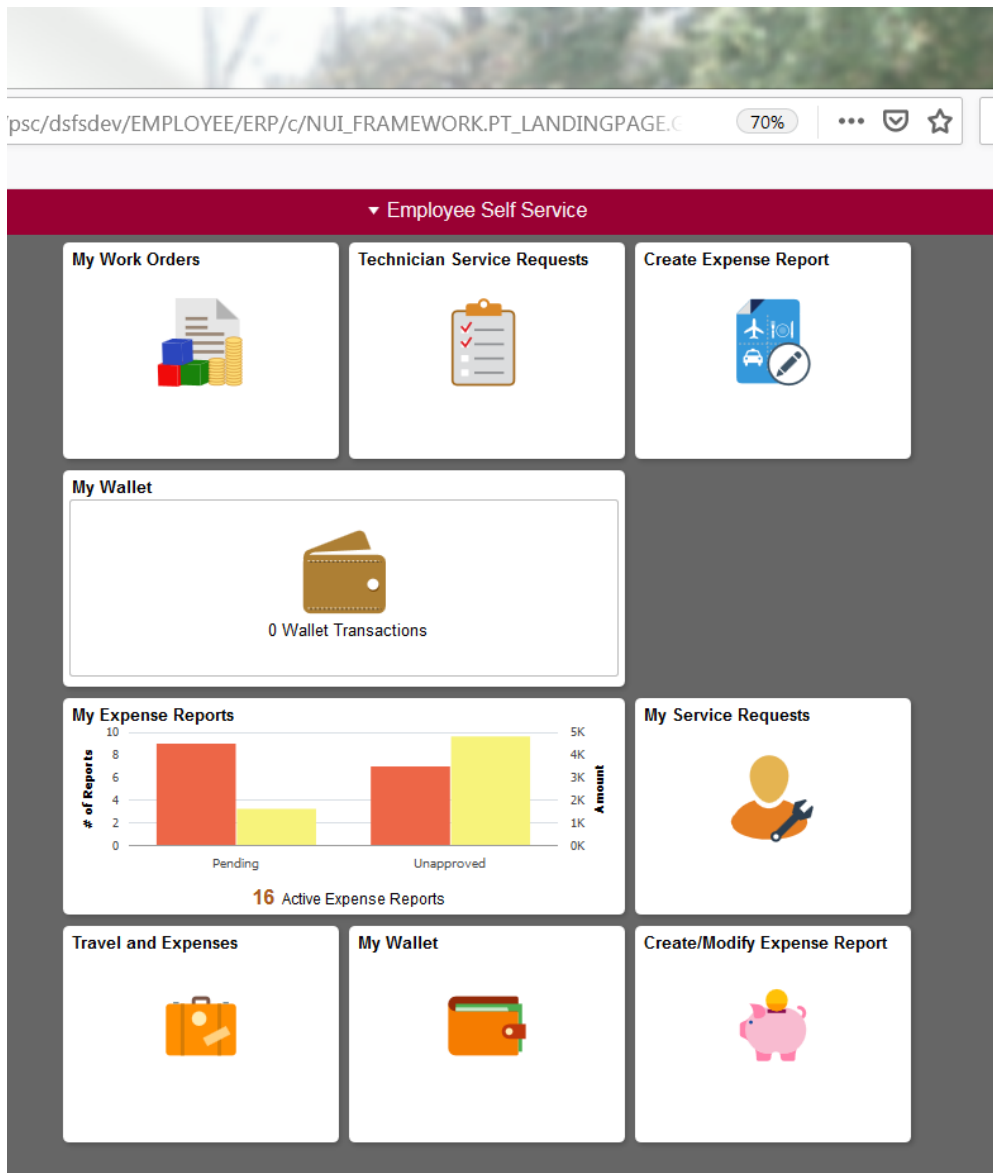 /psc/dsfsdev/EMPLOYEE/ERP/c/NUI_FRAMEWORK.PT_LANDINGPAGE.G
70%
Employee Self Service
My Work Orders
Technician Service Requests
Create Expense Report
My Wallet
0 Wallet Transactions
My Expense Reports
10
8
6
4
2
0
# of Reports
5K
4K
3K
2K
1K
0K
Amount
Pending
Unapproved
16 Active Expense Reports
My Service Requests
Travel and Expenses
My Wallet
Create/Modify Expense Report